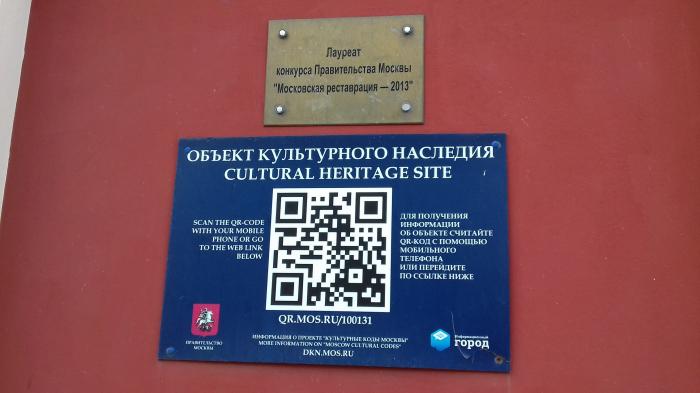 Лауреат
конкурса Правительства Москвы
"Московская реставрация — 2013"
ОБЪЕКТ КУЛЬТУРНОГО НАСЛЕДИЯ
CULTURAL HERITAGE SITE
SCAN THE QR-CODE
WITH YOUR MOBILE
PHONE OR GO
TO THE WEB LINK
BELOW
ДЛЯ ПОЛУЧЕНИЯ
ИНФОРМАЦИИ
ОБ ОБЪЕКТЕ СЧИТАЙТЕ
QR-КОД С ПОМОЩЬЮ
МОБИЛЬНОГО
ТЕЛЕФОНА
ИЛИ ПЕРЕЙДИТЕ
ПО ССЫЛКЕ НИЖЕ
QR.MOS.RU/100131
ПРАВИТЕЛЬСТВО
МОСКВЫ
ИНФОРМАЦИЯ О ПРОЕКТЕ "КУЛЬТУРНЫЕ КОДЫ МОСКВЫ"
MORE INFORMATION ON "MOSCOW CULTURAL CODES"
DKN.MOS.RU
Информационный
город